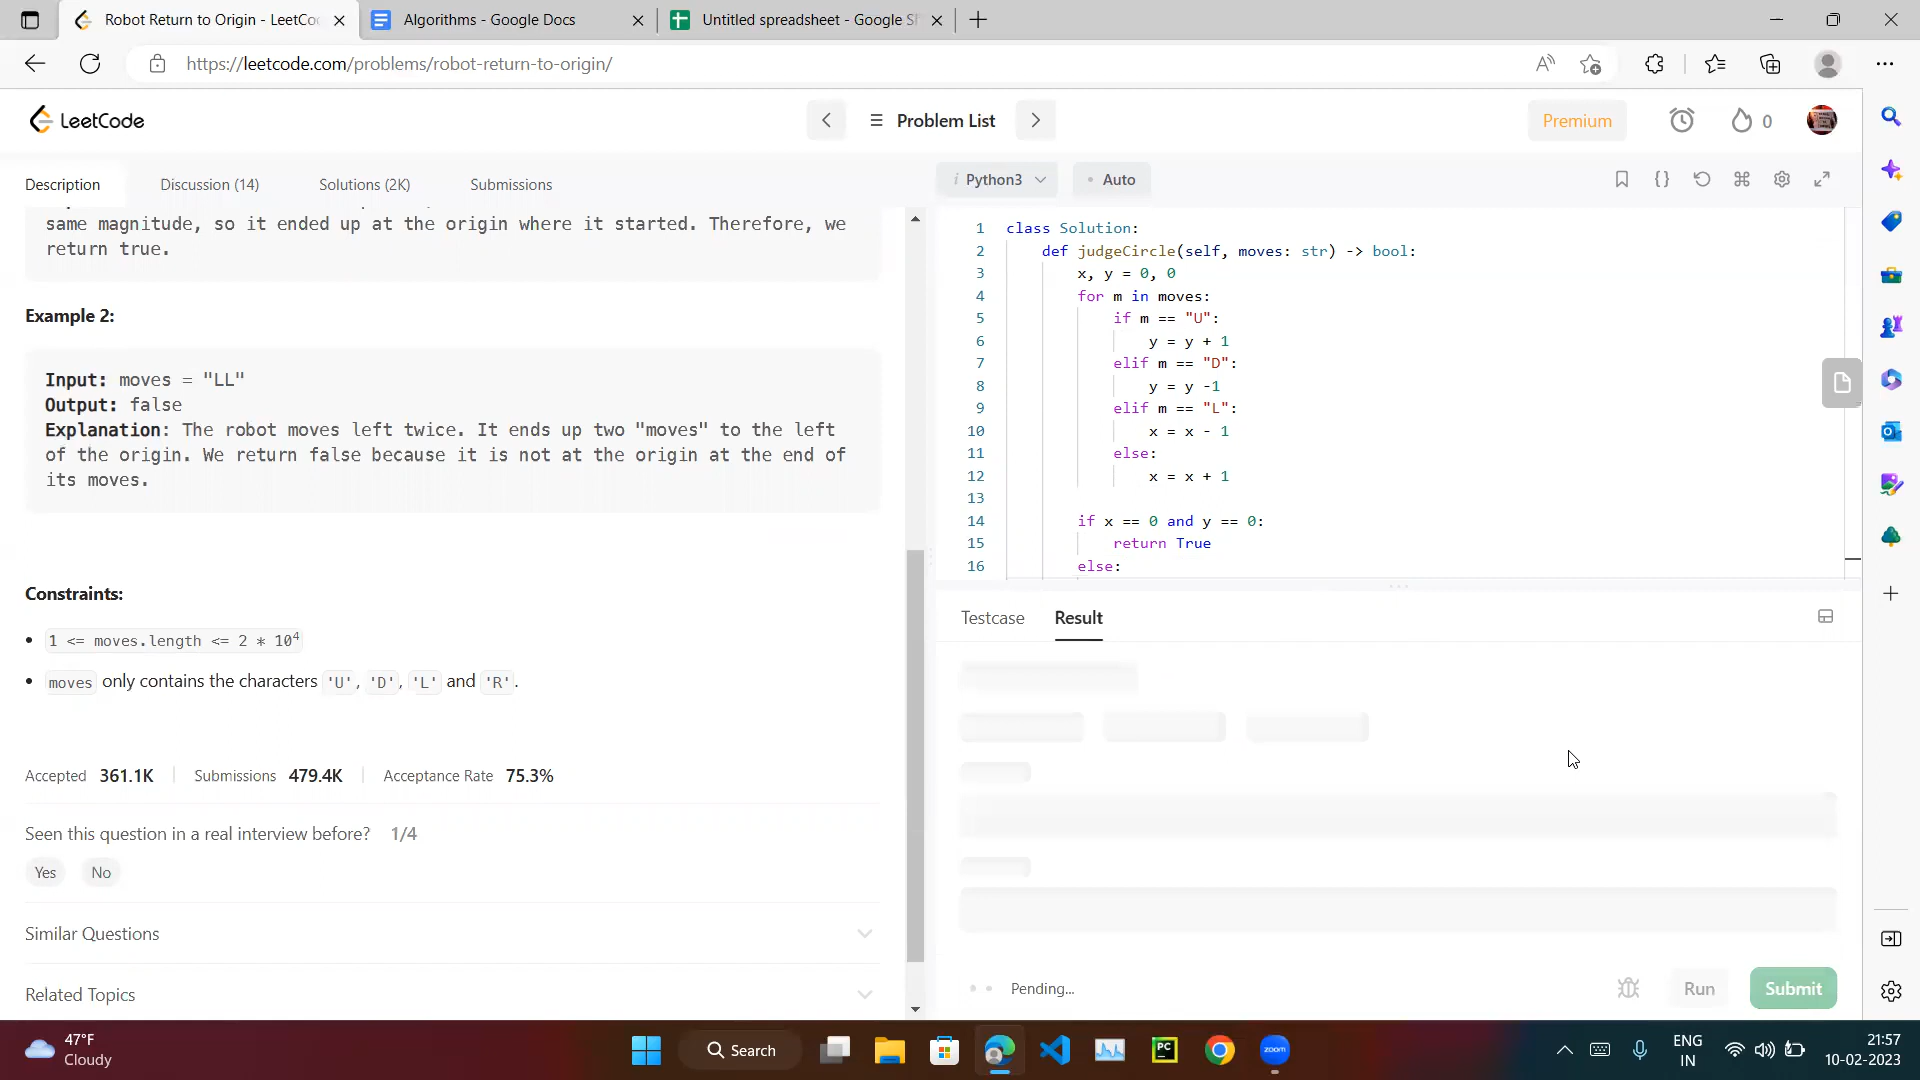 Robot Return to Origin - LeetCo
Algorithms - Google Docs
Untitled spreadsheet - Google Sh
https://leetcode.com/problems/robot-return-to-origin/
LeetCode
Problem List
Premium
0
Description
Discussion (14)
Solutions (2K)
Submissions
same magnitude, so it ended up at the origin where it started. Therefore, we
return true.
Example 2:
Input: moves = "LL"
Output: false
Explanation: The robot moves left twice. It ends up two "moves" to the left
of the origin. We return false because it is not at the origin at the end of
its moves.
Constraints:
• 1 <= moves.length <= 2 * 10⁴
• moves only contains the characters 'U', 'D', 'L' and 'R'.
Accepted 361.1K
Submissions 479.4K
Acceptance Rate 75.3%
Seen this question in a real interview before? 1/4
Yes
No
Similar Questions
Related Topics
i Python3
• Auto
1 class Solution:
2     def judgeCircle(self, moves: str) -> bool:
3         x, y = 0, 0
4         for m in moves:
5             if m == "U":
6                 y = y + 1
7             elif m == "D":
8                 y = y -1
9             elif m == "L":
10                 x = x - 1
11             else:
12                 x = x + 1
13
14         if x == 0 and y == 0:
15             return True
16         else:
Testcase
Result
Pending...
Run
Submit
47°F
Cloudy
Search
PC
zoom
ENG
IN
21:57
10-02-2023